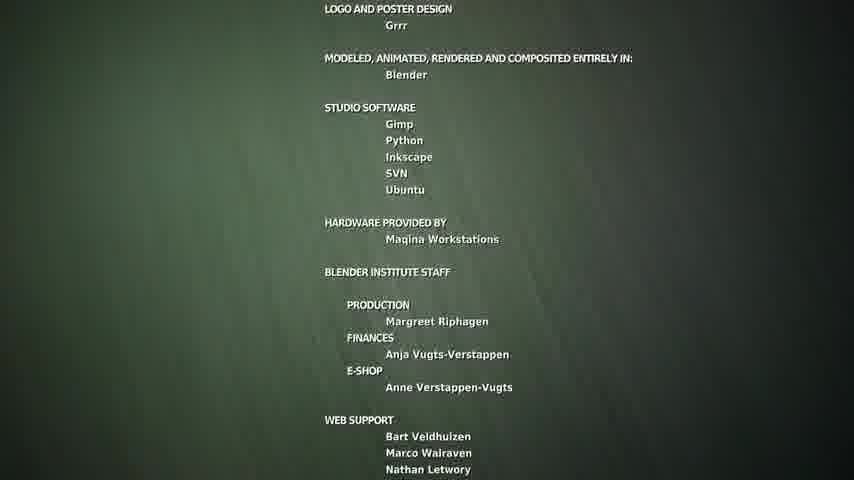 LOGO AND POSTER DESIGN
Grrr
MODELED, ANIMATED, RENDERED AND COMPOSITED ENTIRELY IN:
Blender
STUDIO SOFTWARE
Gimp
Python
Inkscape
SVN
Ubuntu
HARDWARE PROVIDED BY
Maqina Workstations
BLENDER INSTITUTE STAFF
PRODUCTION
Margreet Riphagen
FINANCES
Anja Vugts-Verstappen
E-SHOP
Anne Verstappen-Vugts
WEB SUPPORT
Bart Veldhuizen
Marco Walraven
Nathan Letwory